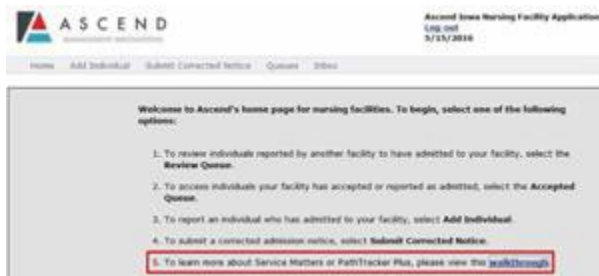 ASCEND
Ascend Iowa Nursing Facility Application
Log out
5/15/2016
Home Add Individual Submit Corrected Notice Queues Inbox
Welcome to Ascend's home page for nursing facilities. To begin, select one of the following
options:
1. To review individuals reported by another facility to have admitted to your facility, select the
Review Queue.
2. To access individuals your facility has accepted or reported as admitted, select the Accepted
Queue.
3. To report an individual who has admitted to your facility, select Add Individual.
4. To submit a corrected admission notice, select Submit Corrected Notice.
5. To learn more about Service Matters or PathTracker Plus, please view this walkthrough.